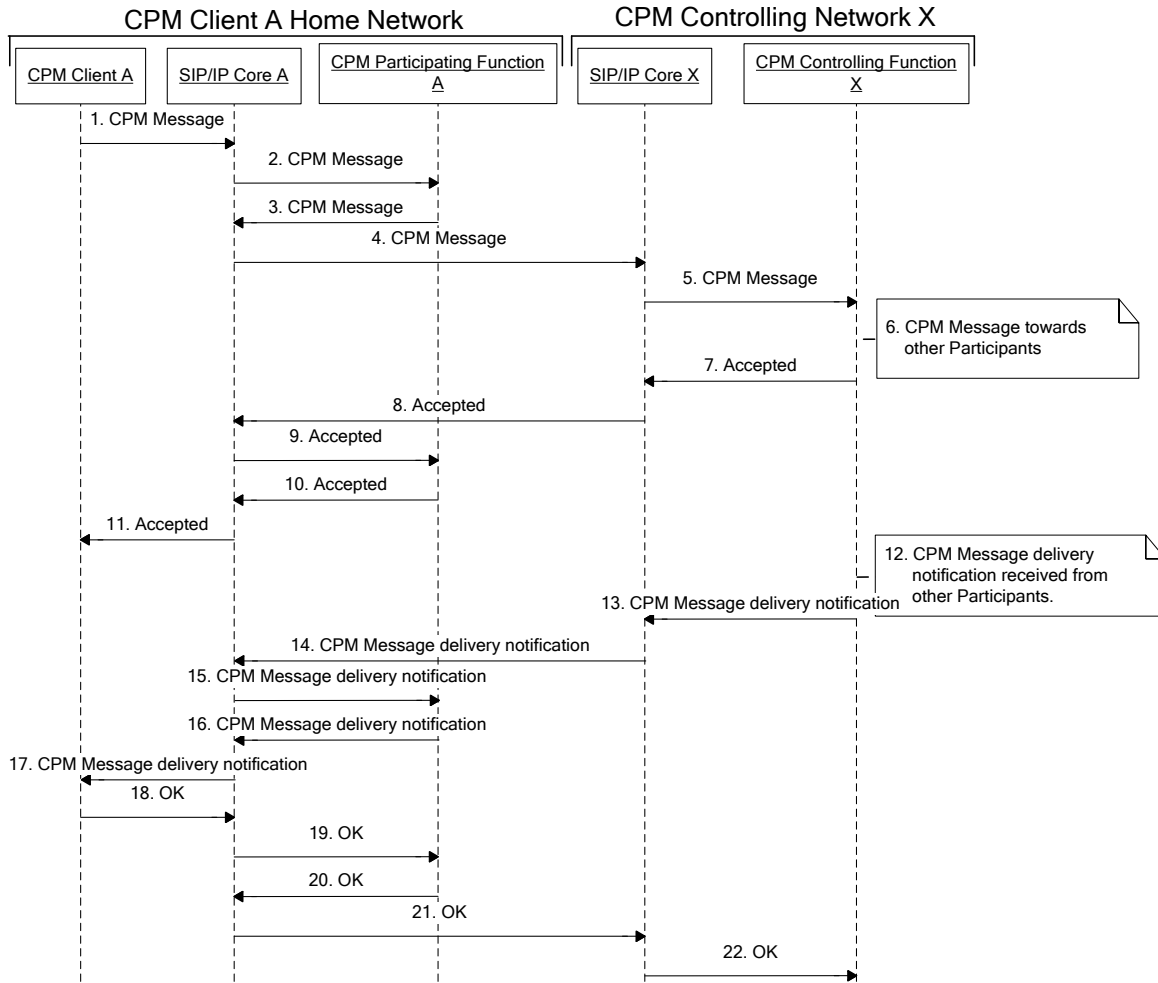 CPM Client A Home Network
CPM Controlling Network X
CPM Client A
SIP/IP Core A
CPM Participating Function
A
SIP/IP Core X
CPM Controlling Function
X
1. CPM Message
2. CPM Message
3. CPM Message
4. CPM Message
5. CPM Message
6. CPM Message towards
other Participants
7. Accepted
8. Accepted
9. Accepted
10. Accepted
11. Accepted
12. CPM Message delivery
notification received from
other Participants.
13. CPM Message delivery notification
14. CPM Message delivery notification
15. CPM Message delivery notification
16. CPM Message delivery notification
17. CPM Message delivery notification
18. OK
19. OK
20. OK
21. OK
22. OK